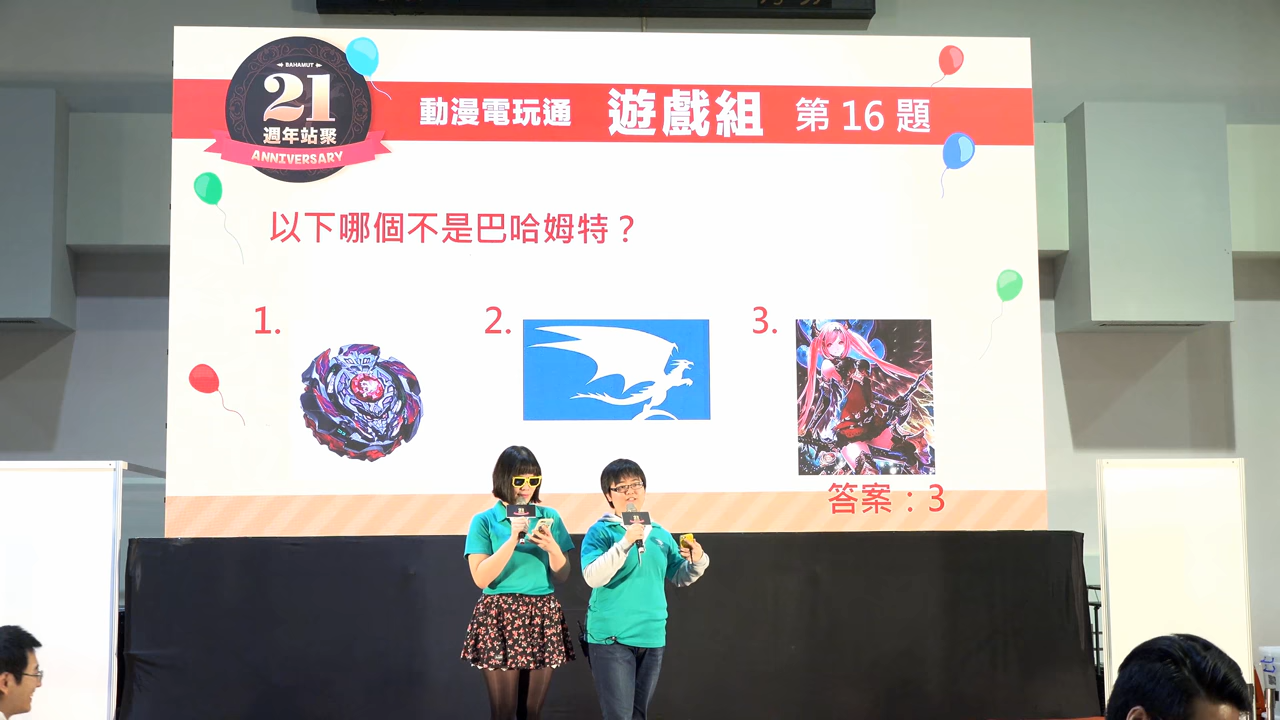 BAHAMUT
21
週年站聚
ANNIVERSARY
動漫電玩通 遊戲組 第 16 題
以下哪個不是巴哈姆特？
1. 2. 3.
答案：3